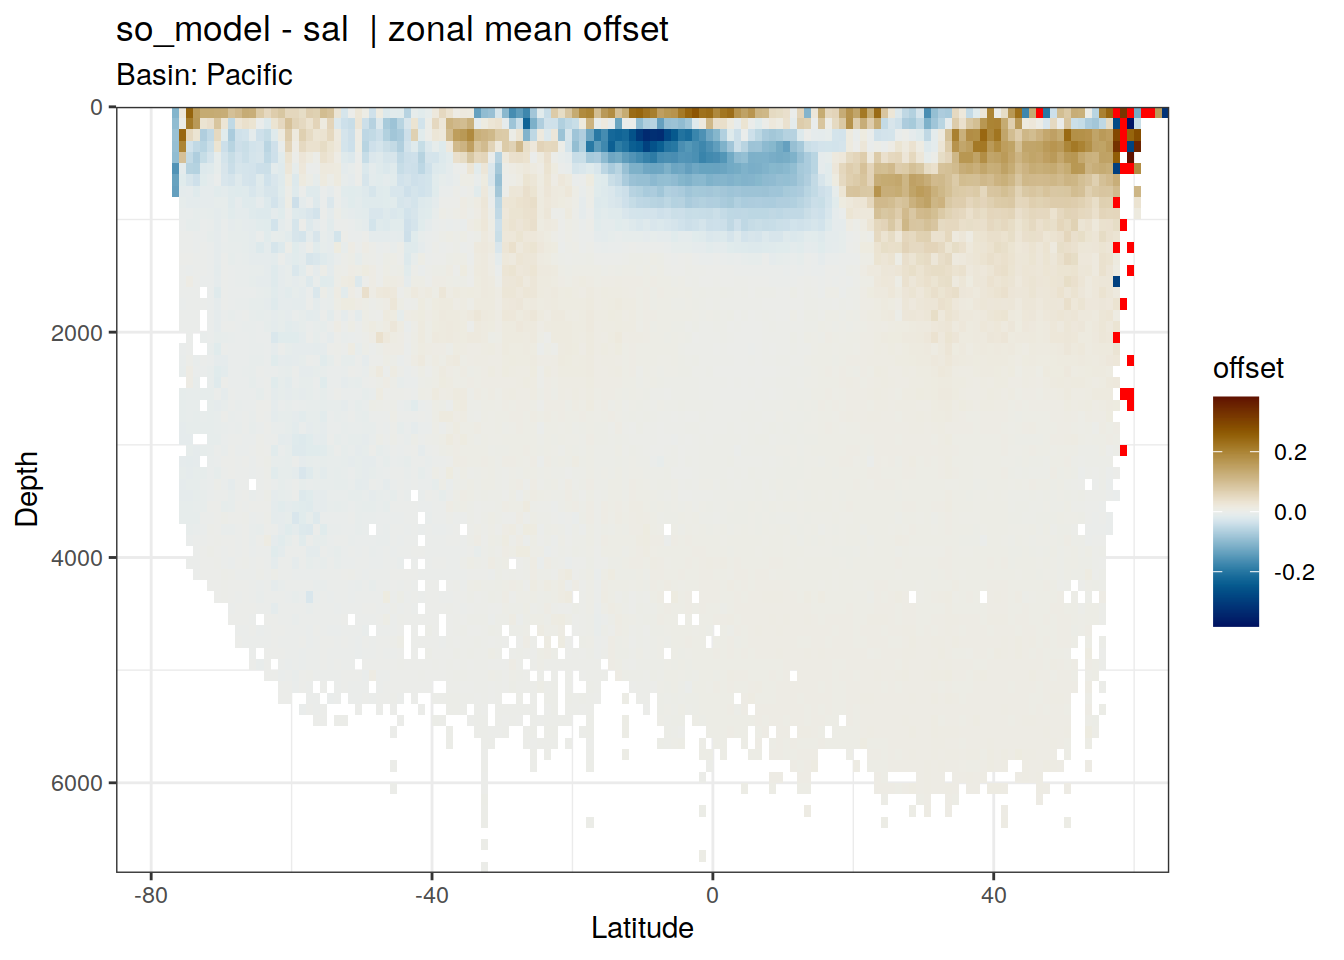 so_model - sal  | zonal mean offset
Basin: Pacific
0
2000
4000
6000
Depth
-80
-40
0
40
Latitude
offset
0.2
0.0
-0.2